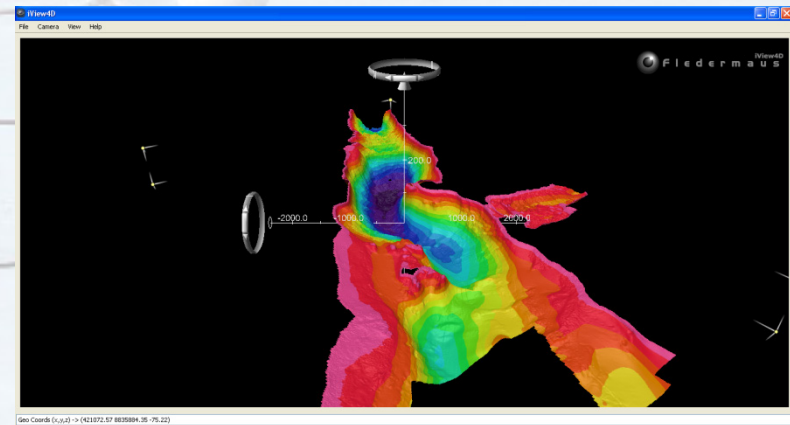 iView4D
File Camera View Help
iView4D
Fledermaus
200.0
-2000.0 -1000.0 1000.0 2000.0
Geo Coords (x,y,z) -> (421072.57 8835884.35 -75.22)